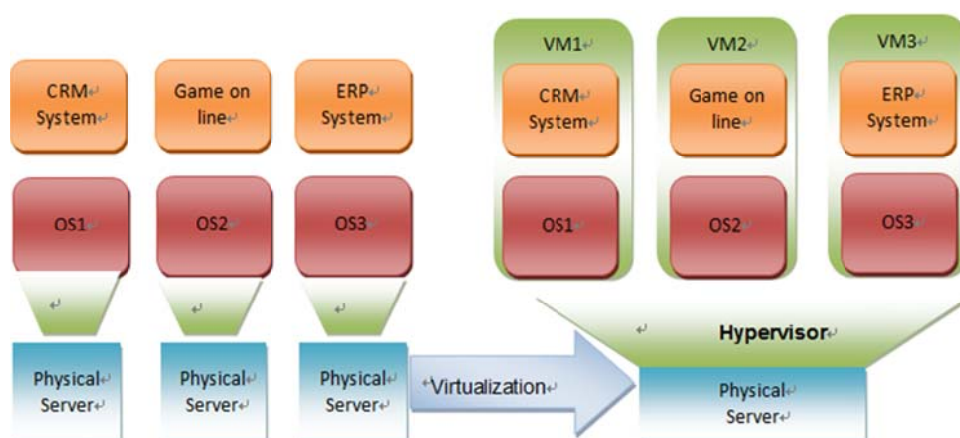 CRM↵
System↵
Game on
line↵
ERP↵
System↵
OS1↵
OS2↵
OS3↵
↵
↵
↵
Physical↵
Server↵
Physical↵
Server↵
Physical↵
Server↵
↵Virtualization↵
VM1↵
VM2↵
VM3↵
CRM↵
System↵
Game on
line↵
ERP↵
System↵
OS1↵
OS2↵
OS3↵
↵
Hypervisor↵
Physical↵
Server↵